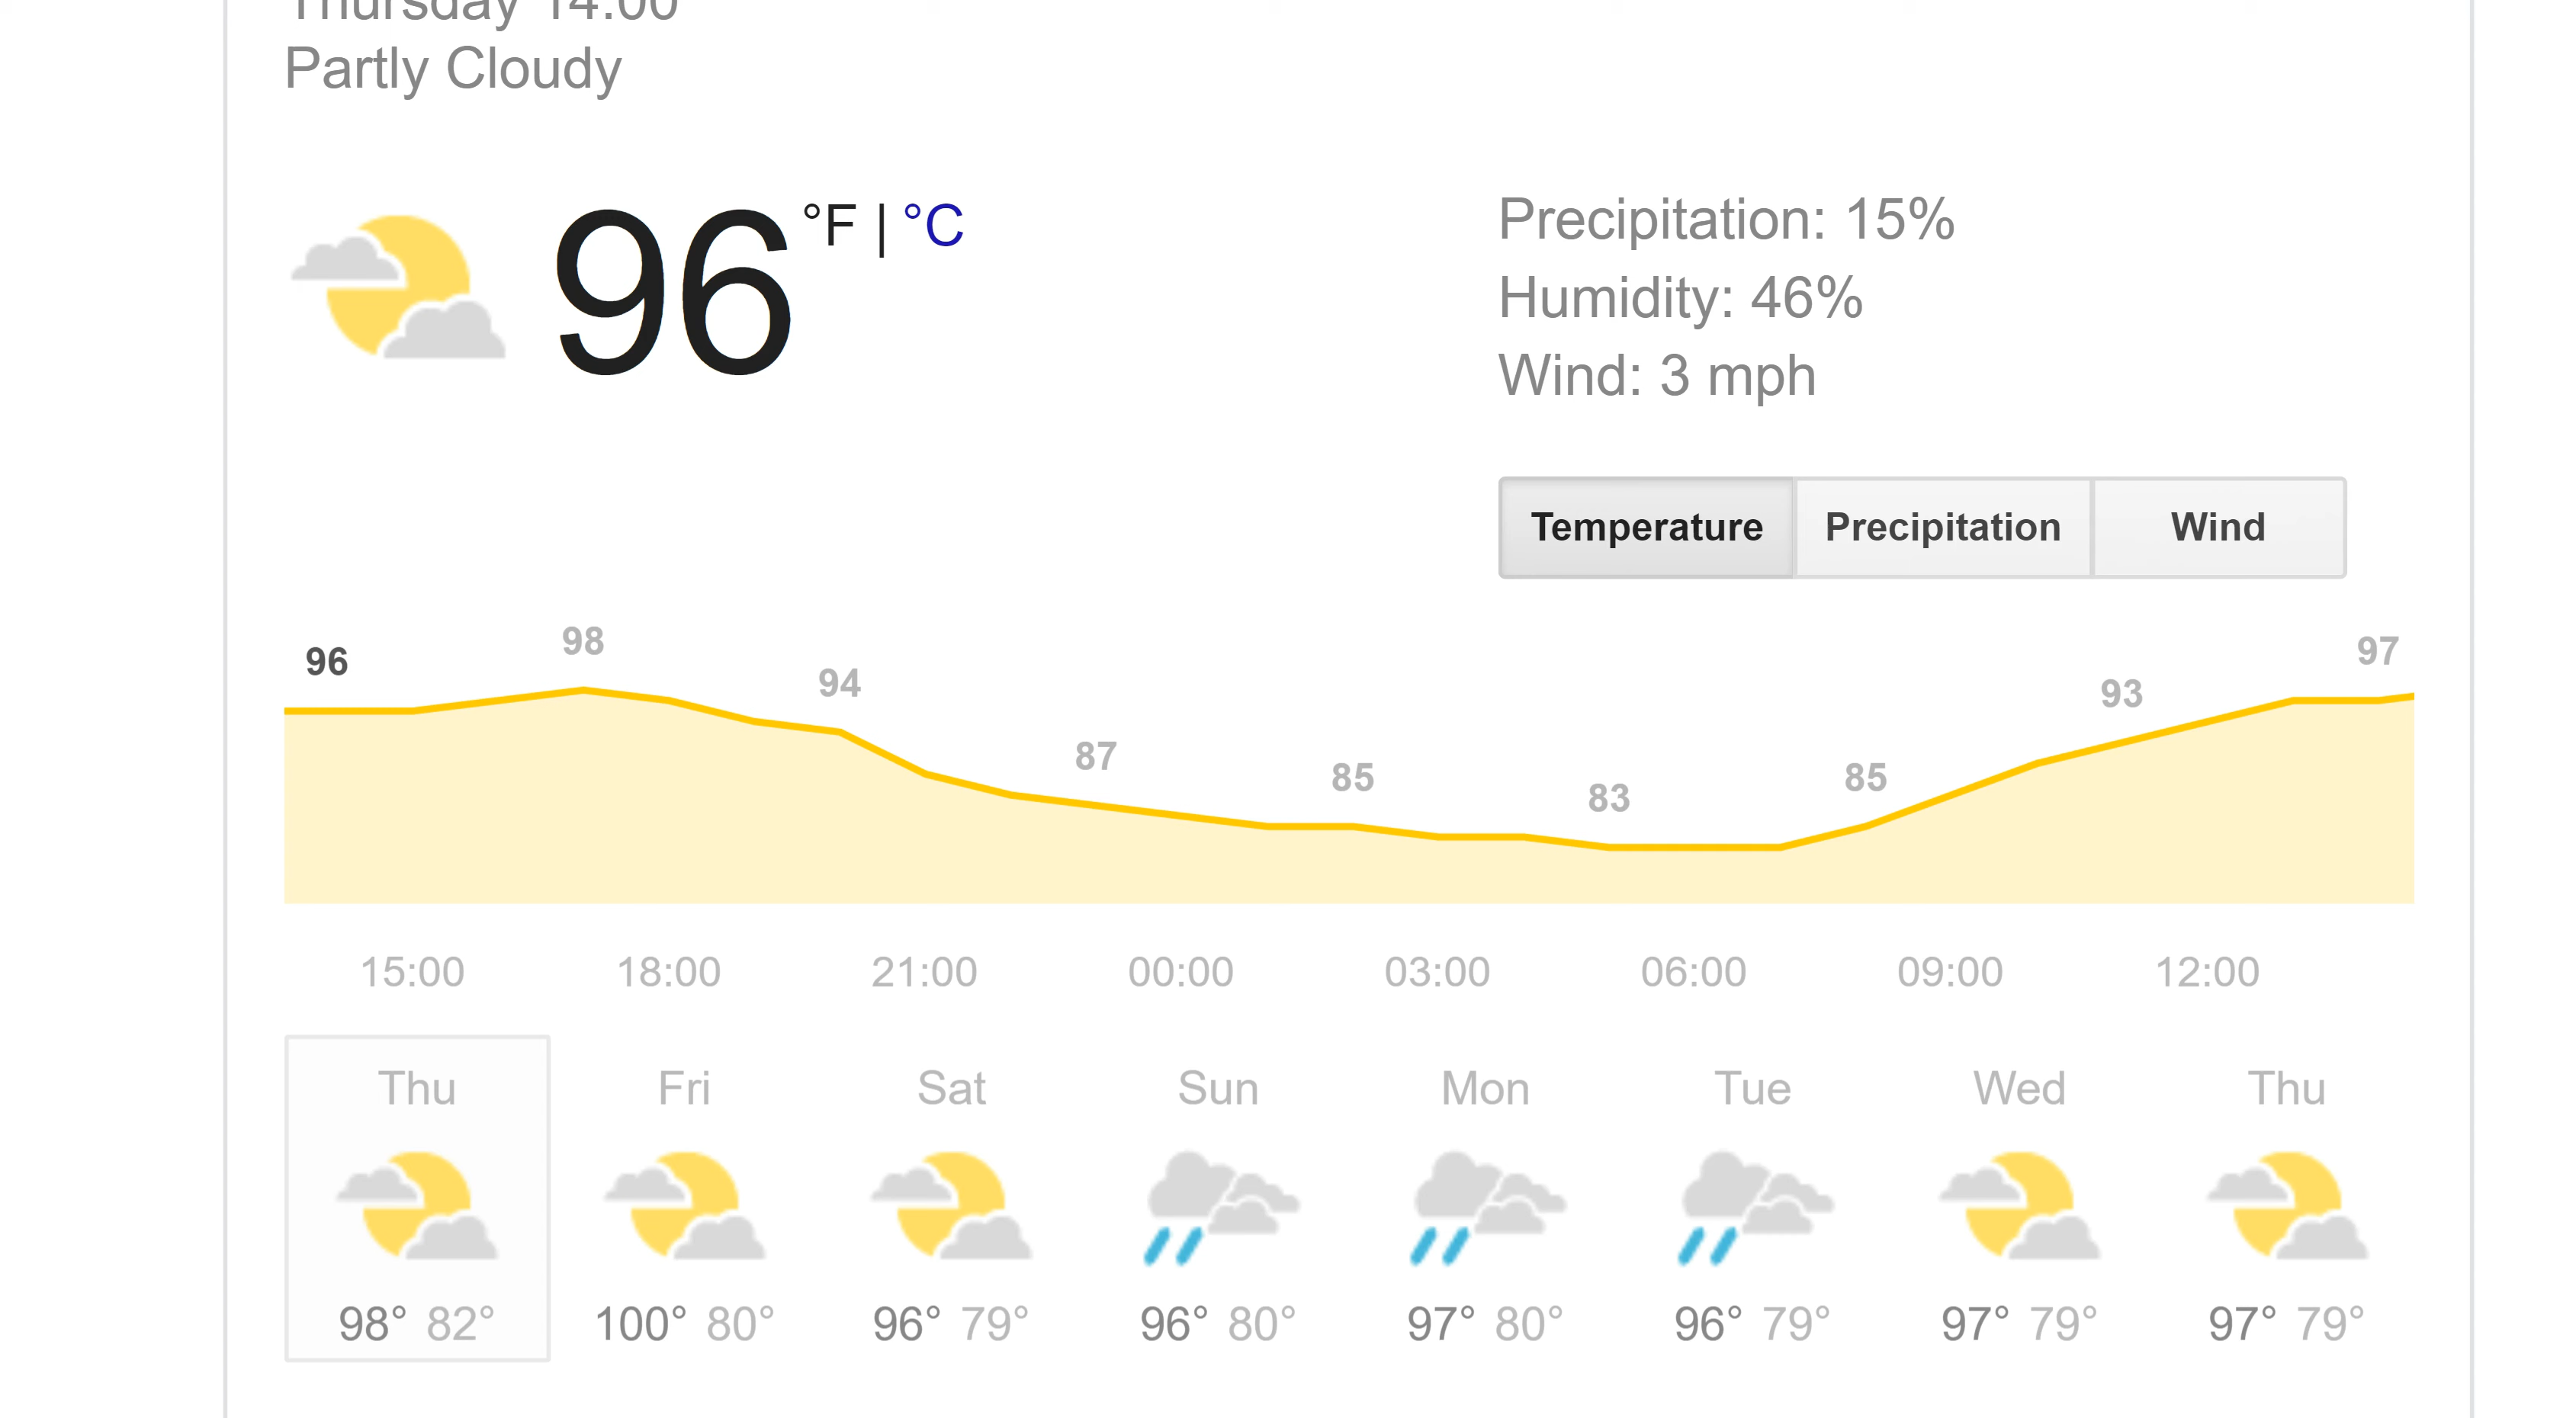 Thursday 14:00
Partly Cloudy
96 °F | °C
Precipitation: 15%
Humidity: 46%
Wind: 3 mph
Temperature Precipitation Wind
96 98 94 87 85 83 85 93 97
15:00 18:00 21:00 00:00 03:00 06:00 09:00 12:00
Thu Fri Sat Sun Mon Tue Wed Thu
98° 82° 100° 80° 96° 79° 96° 80° 97° 80° 96° 79° 97° 79° 97° 79°